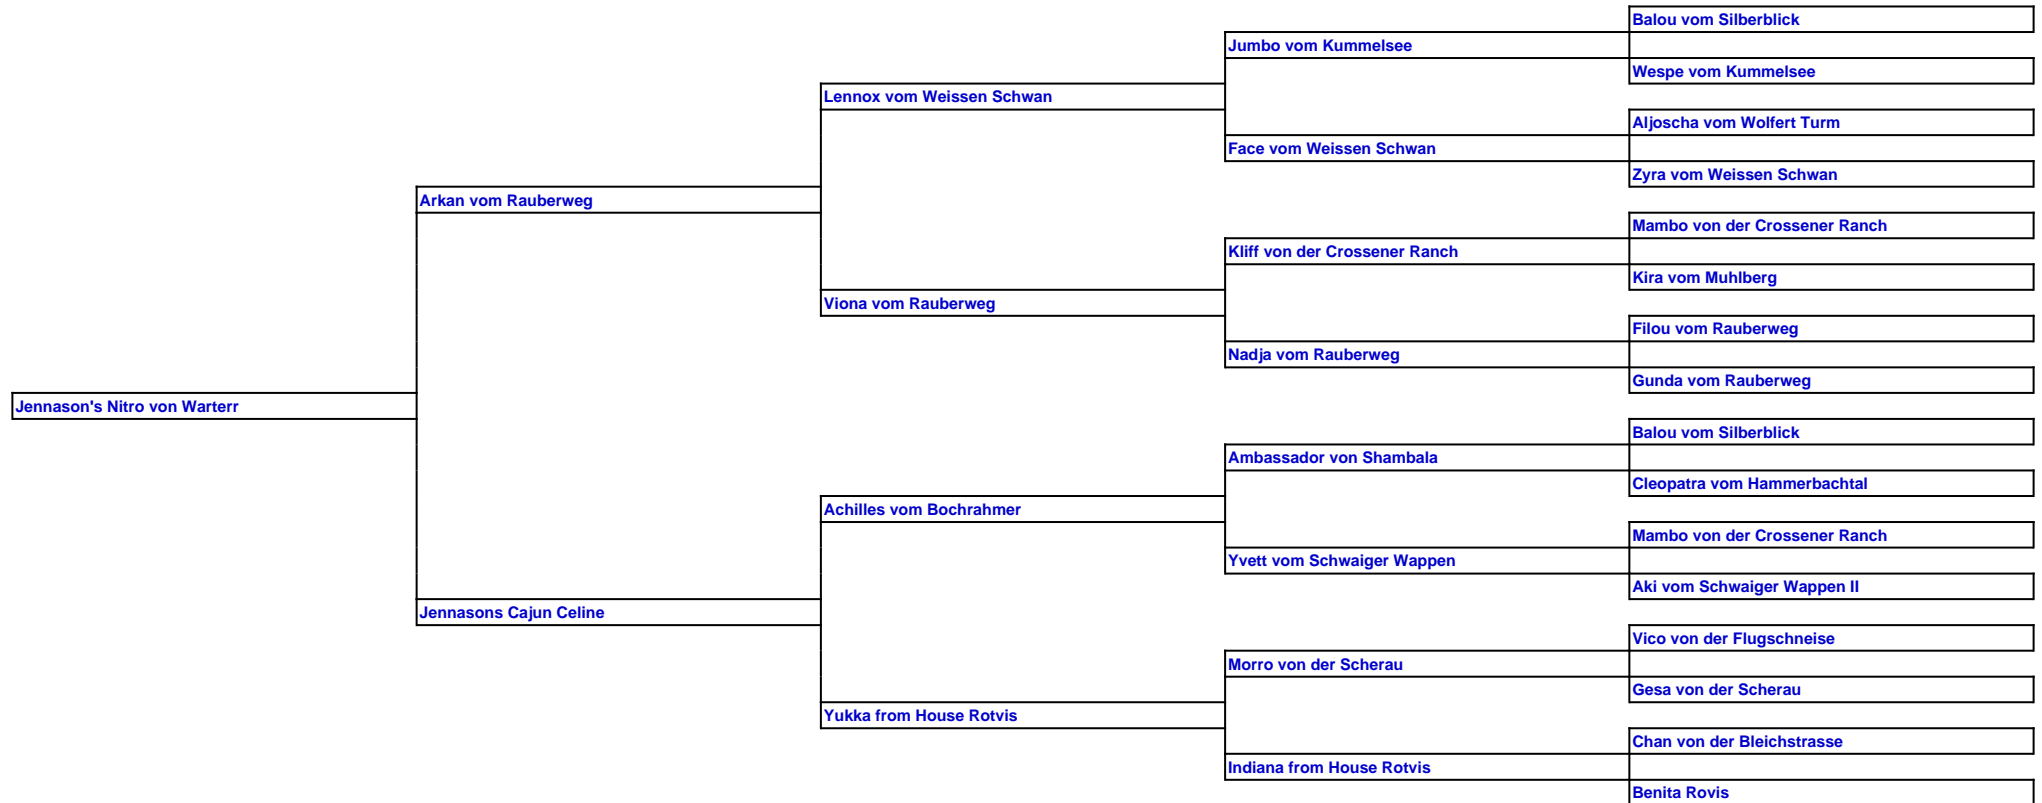 Balou vom Silberblick
Jumbo vom Kummelsee
Wespe vom Kummelsee
Lennox vom Weissen Schwan
Aljoscha vom Wolfert Turm
Face vom Weissen Schwan
Zyra vom Weissen Schwan
Arkan vom Rauberweg
Mambo von der Crossener Ranch
Kliff von der Crossener Ranch
Kira vom Muhlberg
Viona vom Rauberweg
Filou vom Rauberweg
Nadja vom Rauberweg
Gunda vom Rauberweg
Jennason's Nitro von Warterr
Balou vom Silberblick
Ambassador von Shambala
Cleopatra vom Hammerbachtal
Achilles vom Bochrahmer
Mambo von der Crossener Ranch
Yvett vom Schwaiger Wappen
Aki vom Schwaiger Wappen II
Jennasons Cajun Celine
Vico von der Flugschneise
Morro von der Scherau
Gesa von der Scherau
Yukka from House Rotvis
Chan von der Bleichstrasse
Indiana from House Rotvis
Benita Rovis